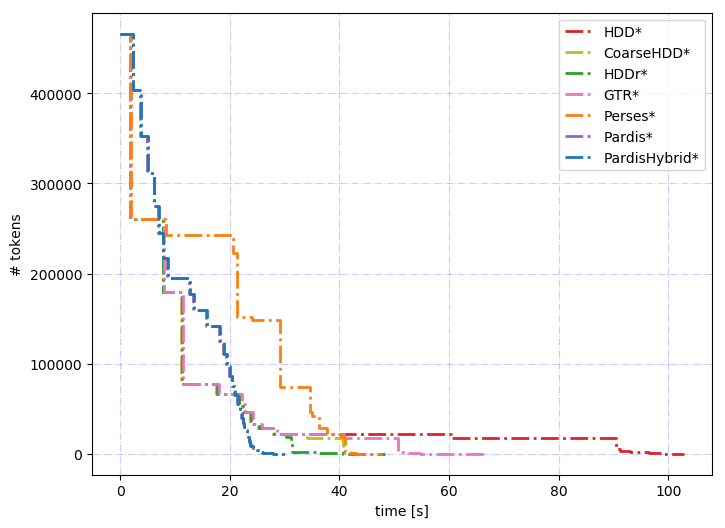 HDD*
CoarseHDD*
HDDr*
GTR*
Perses*
Pardis*
PardisHybrid*
400000
300000
200000
100000
0
# tokens
0 20 40 60 80 100
time [s]